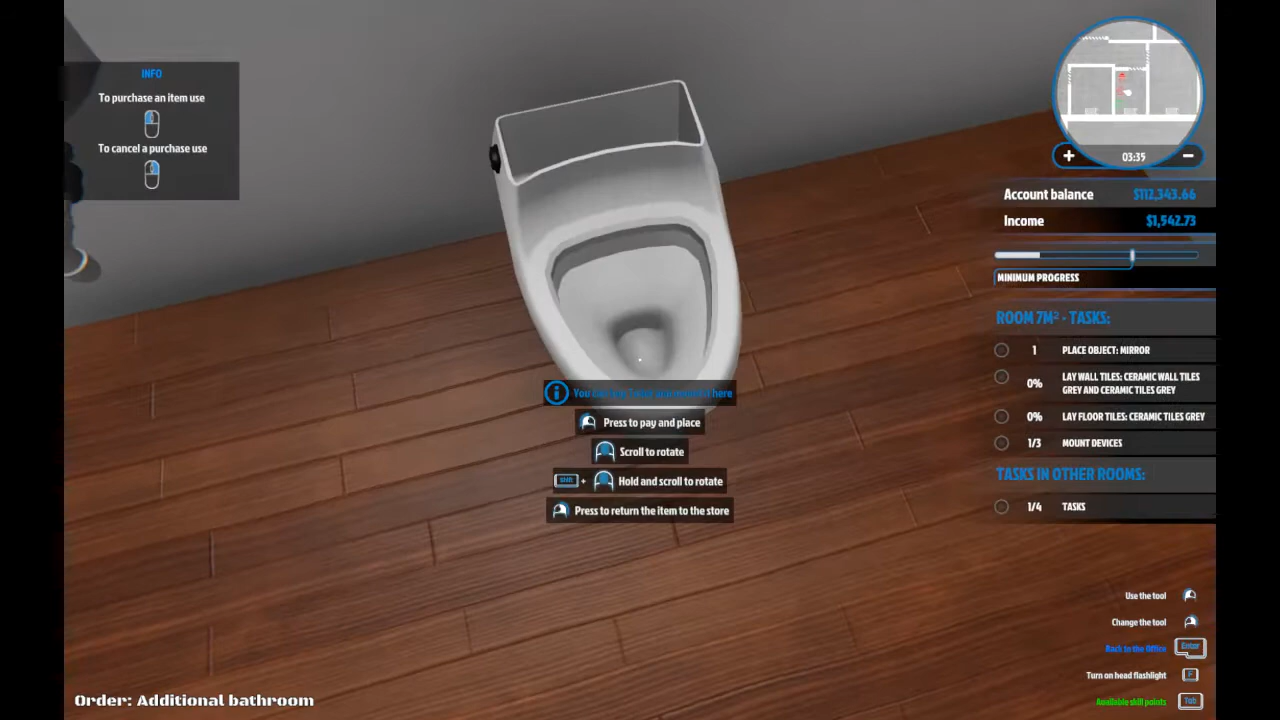 INFO
To purchase an item use
To cancel a purchase use
03:35
Account balance $112,343.66
Income $1,542.73
MINIMUM PROGRESS
ROOM 7M² - TASKS:
1 PLACE OBJECT: MIRROR
0% LAY WALL TILES: CERAMIC WALL TILES
GREY AND CERAMIC TILES GREY
0% LAY FLOOR TILES: CERAMIC TILES GREY
1/3 MOUNT DEVICES
TASKS IN OTHER ROOMS:
1/4 TASKS
You can here
Press to pay and place
Scroll to rotate
Shift + Hold and scroll to rotate
Press to return the item to the store
Use the tool
Change the tool
Back to the Office Enter
Turn on head flashlight F
Available skill points Tab
Order: Additional bathroom